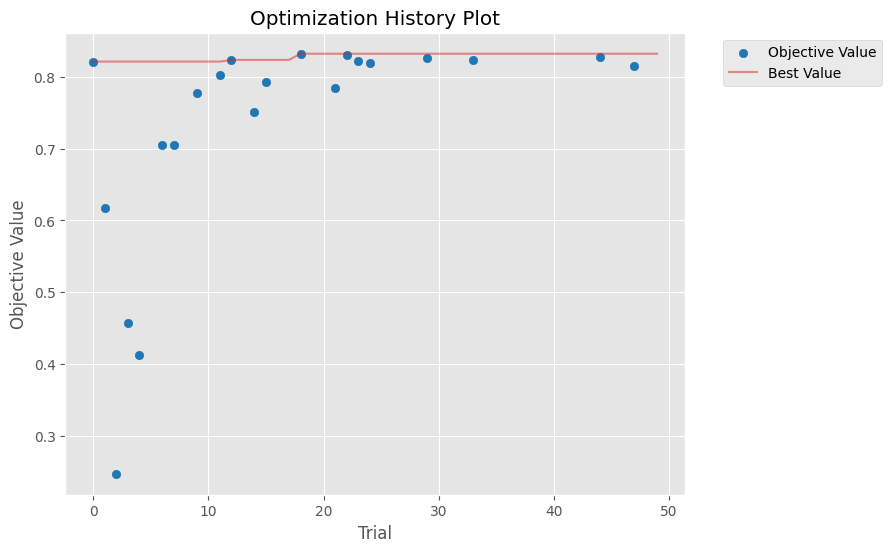 Optimization History Plot
Objective Value
Best Value
Objective Value
0.8
0.7
0.6
0.5
0.4
0.3
0 10 20 30 40 50
Trial